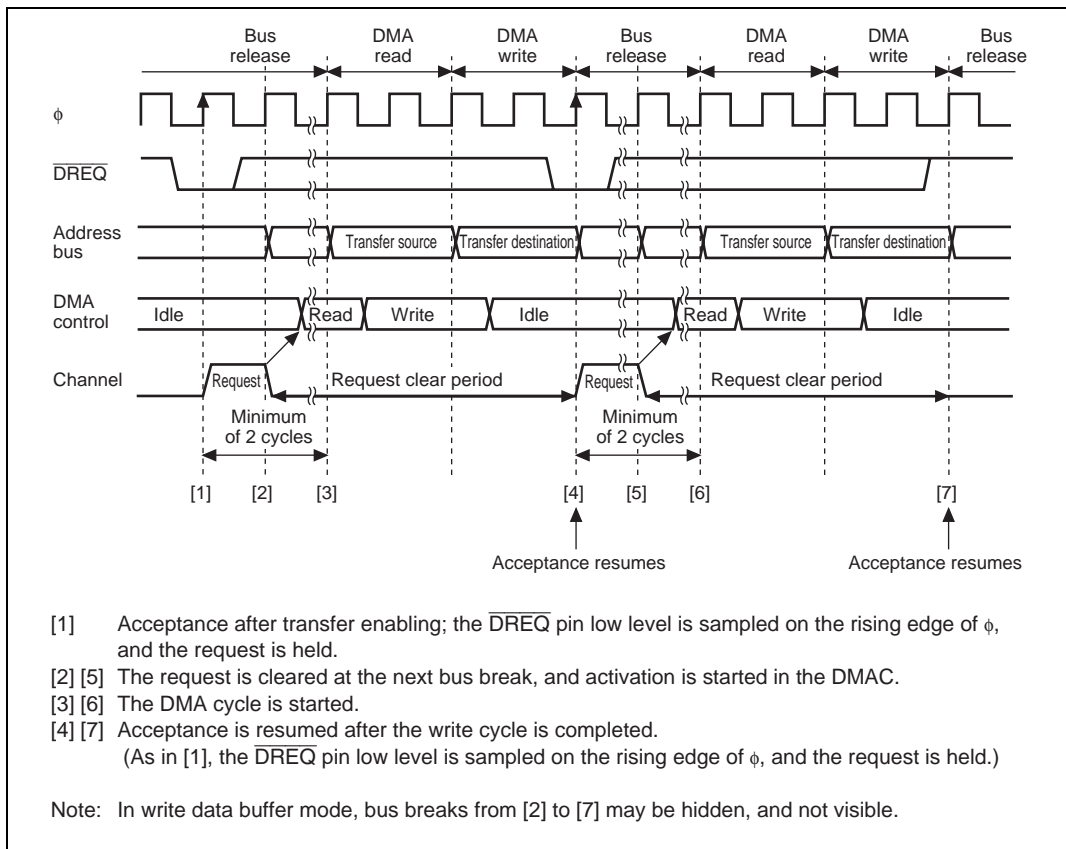 Bus release DMA read DMA write Bus release DMA read DMA write Bus release
ϕ
DREQ
Address bus Transfer source Transfer destination Transfer source Transfer destination
DMA control Idle Read Write Idle Read Write Idle
Channel Request Request clear period Request Request clear period
Minimum of 2 cycles Minimum of 2 cycles
[1] [2] [3] [4] [5] [6] [7]
Acceptance resumes Acceptance resumes
[1] Acceptance after transfer enabling; the DREQ pin low level is sampled on the rising edge of ϕ,
and the request is held.
[2] [5] The request is cleared at the next bus break, and activation is started in the DMAC.
[3] [6] The DMA cycle is started.
[4] [7] Acceptance is resumed after the write cycle is completed.
(As in [1], the DREQ pin low level is sampled on the rising edge of ϕ, and the request is held.)
Note: In write data buffer mode, bus breaks from [2] to [7] may be hidden, and not visible.